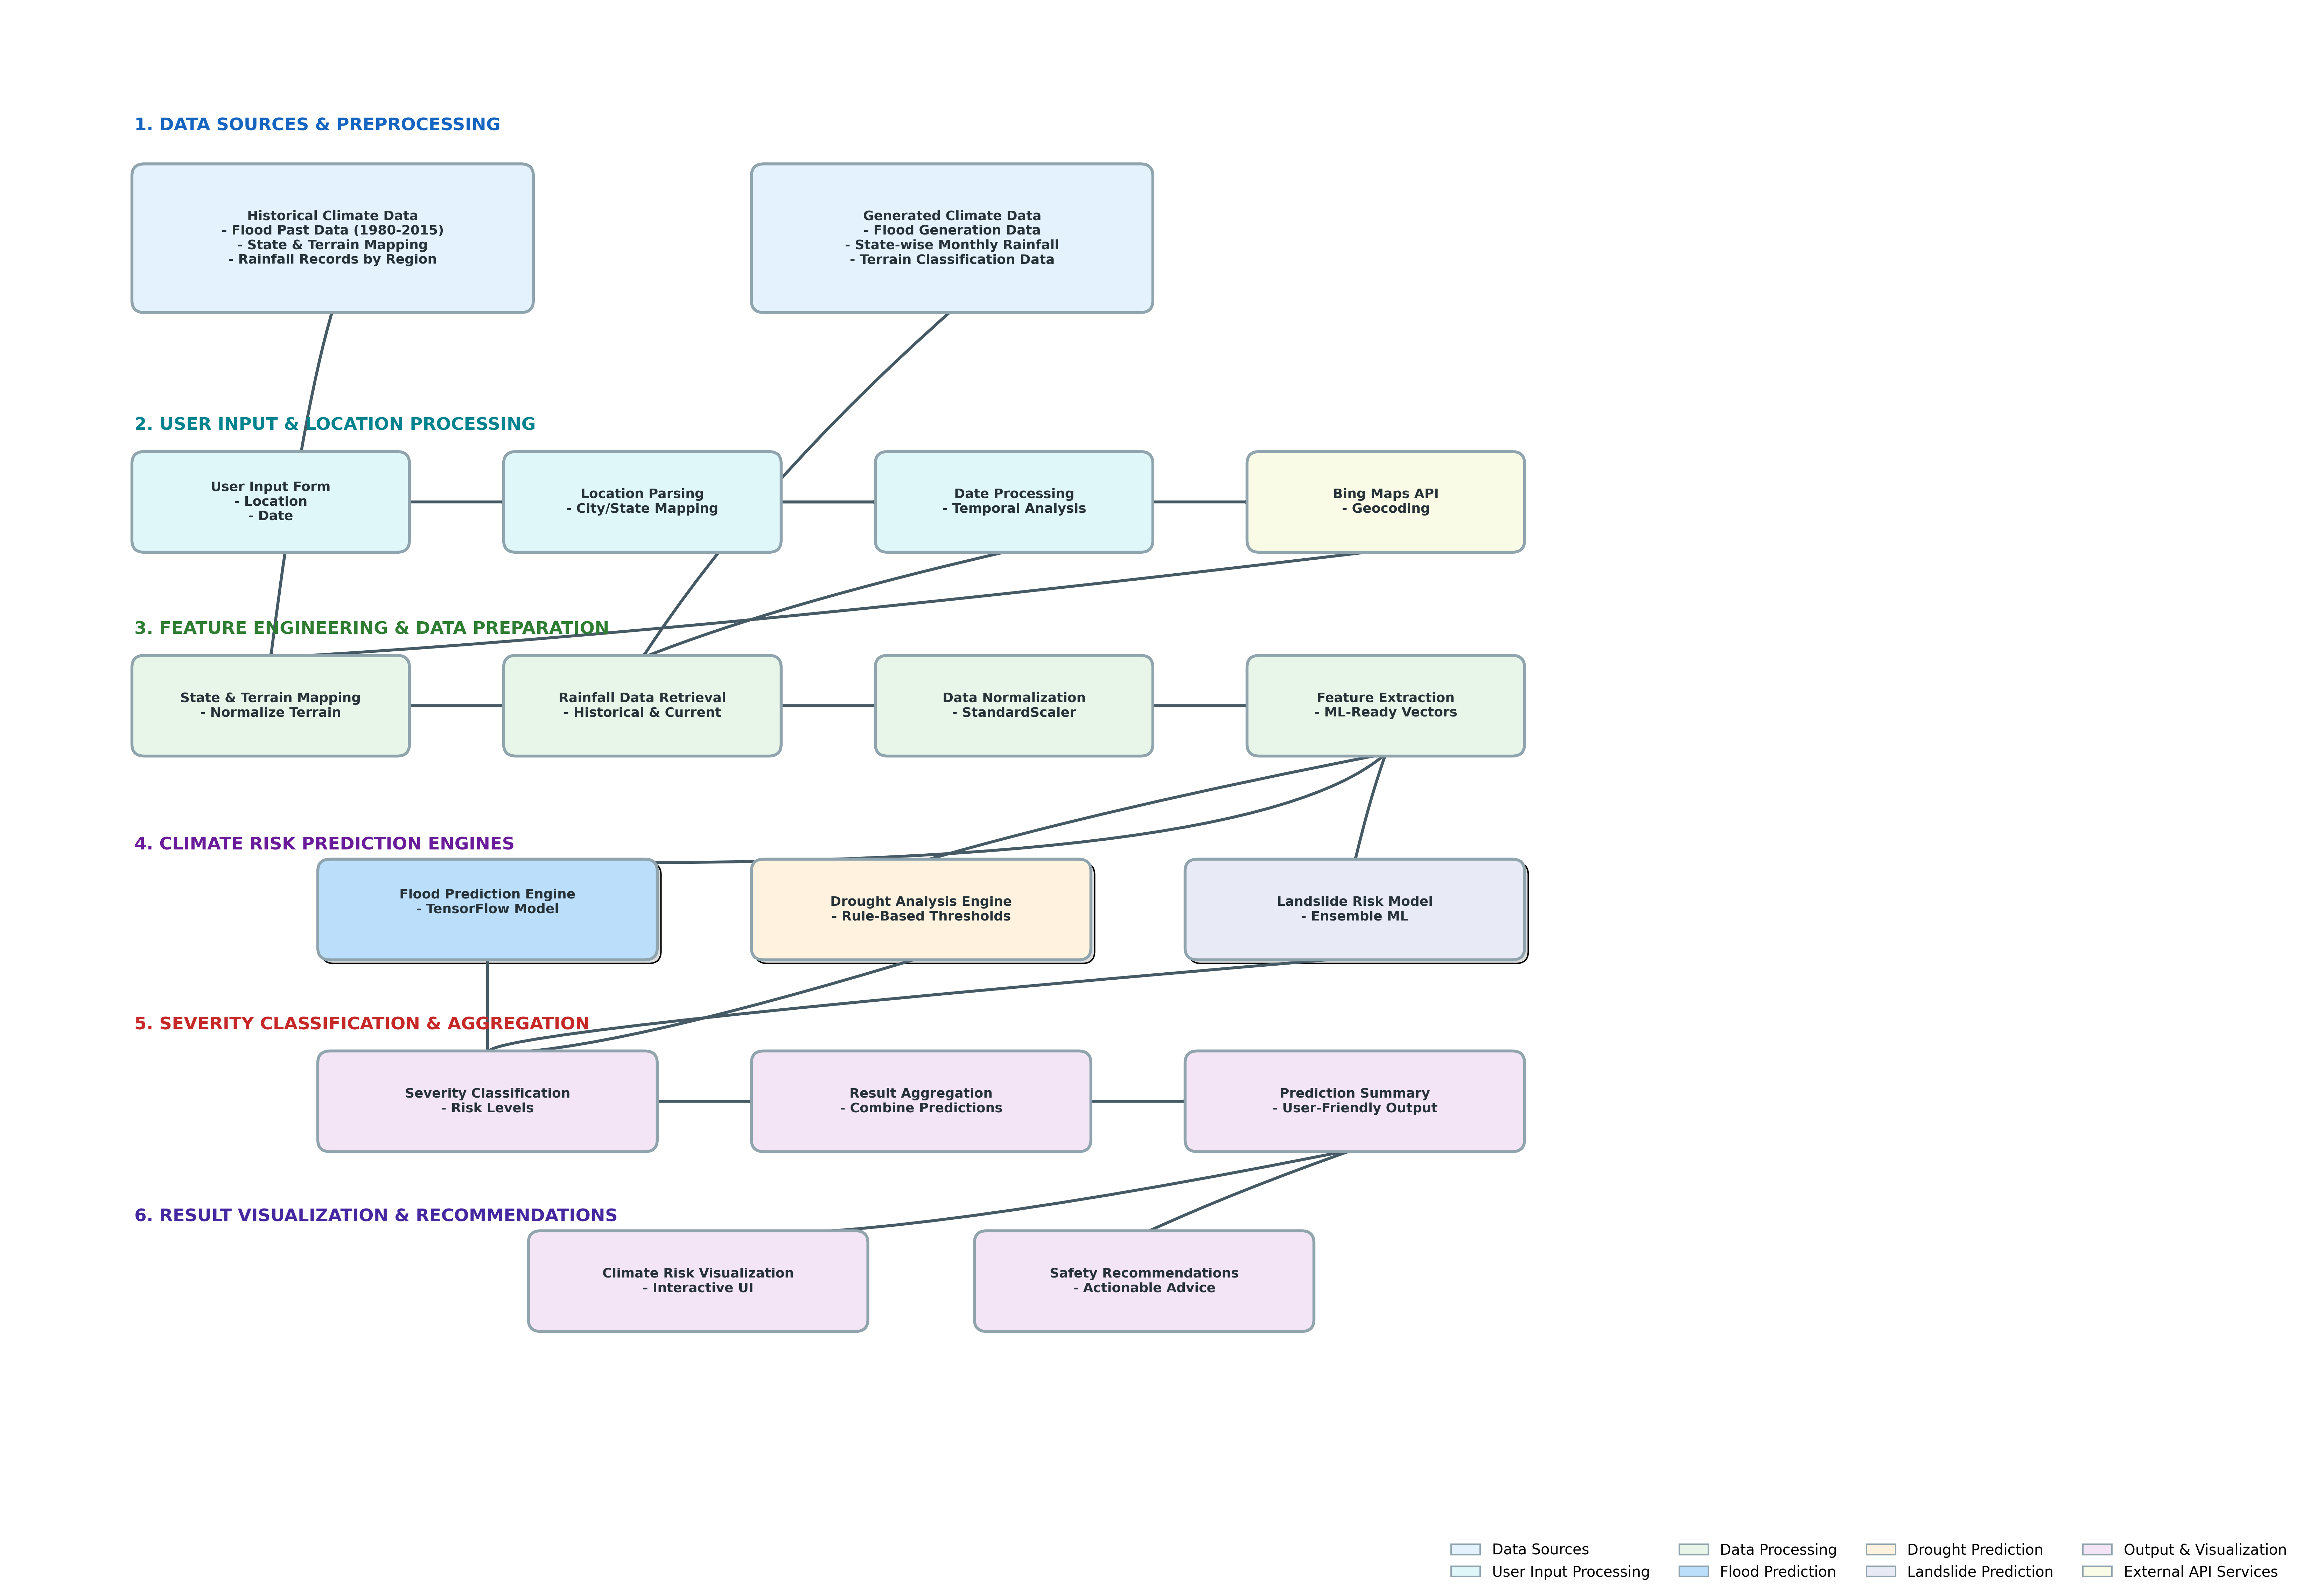 1. DATA SOURCES & PREPROCESSING
Historical Climate Data
- Flood Past Data (1980-2015)
- State & Terrain Mapping
- Rainfall Records by Region
Generated Climate Data
- Flood Generation Data
- State-wise Monthly Rainfall
- Terrain Classification Data
2. USER INPUT & LOCATION PROCESSING
User Input Form
- Location
- Date
Location Parsing
- City/State Mapping
Date Processing
- Temporal Analysis
Bing Maps API
- Geocoding
3. FEATURE ENGINEERING & DATA PREPARATION
State & Terrain Mapping
- Normalize Terrain
Rainfall Data Retrieval
- Historical & Current
Data Normalization
- StandardScaler
Feature Extraction
- ML-Ready Vectors
4. CLIMATE RISK PREDICTION ENGINES
Flood Prediction Engine
- TensorFlow Model
Drought Analysis Engine
- Rule-Based Thresholds
Landslide Risk Model
- Ensemble ML
5. SEVERITY CLASSIFICATION & AGGREGATION
Severity Classification
- Risk Levels
Result Aggregation
- Combine Predictions
Prediction Summary
- User-Friendly Output
6. RESULT VISUALIZATION & RECOMMENDATIONS
Climate Risk Visualization
- Interactive UI
Safety Recommendations
- Actionable Advice
Data Sources
User Input Processing
Data Processing
Flood Prediction
Drought Prediction
Landslide Prediction
Output & Visualization
External API Services